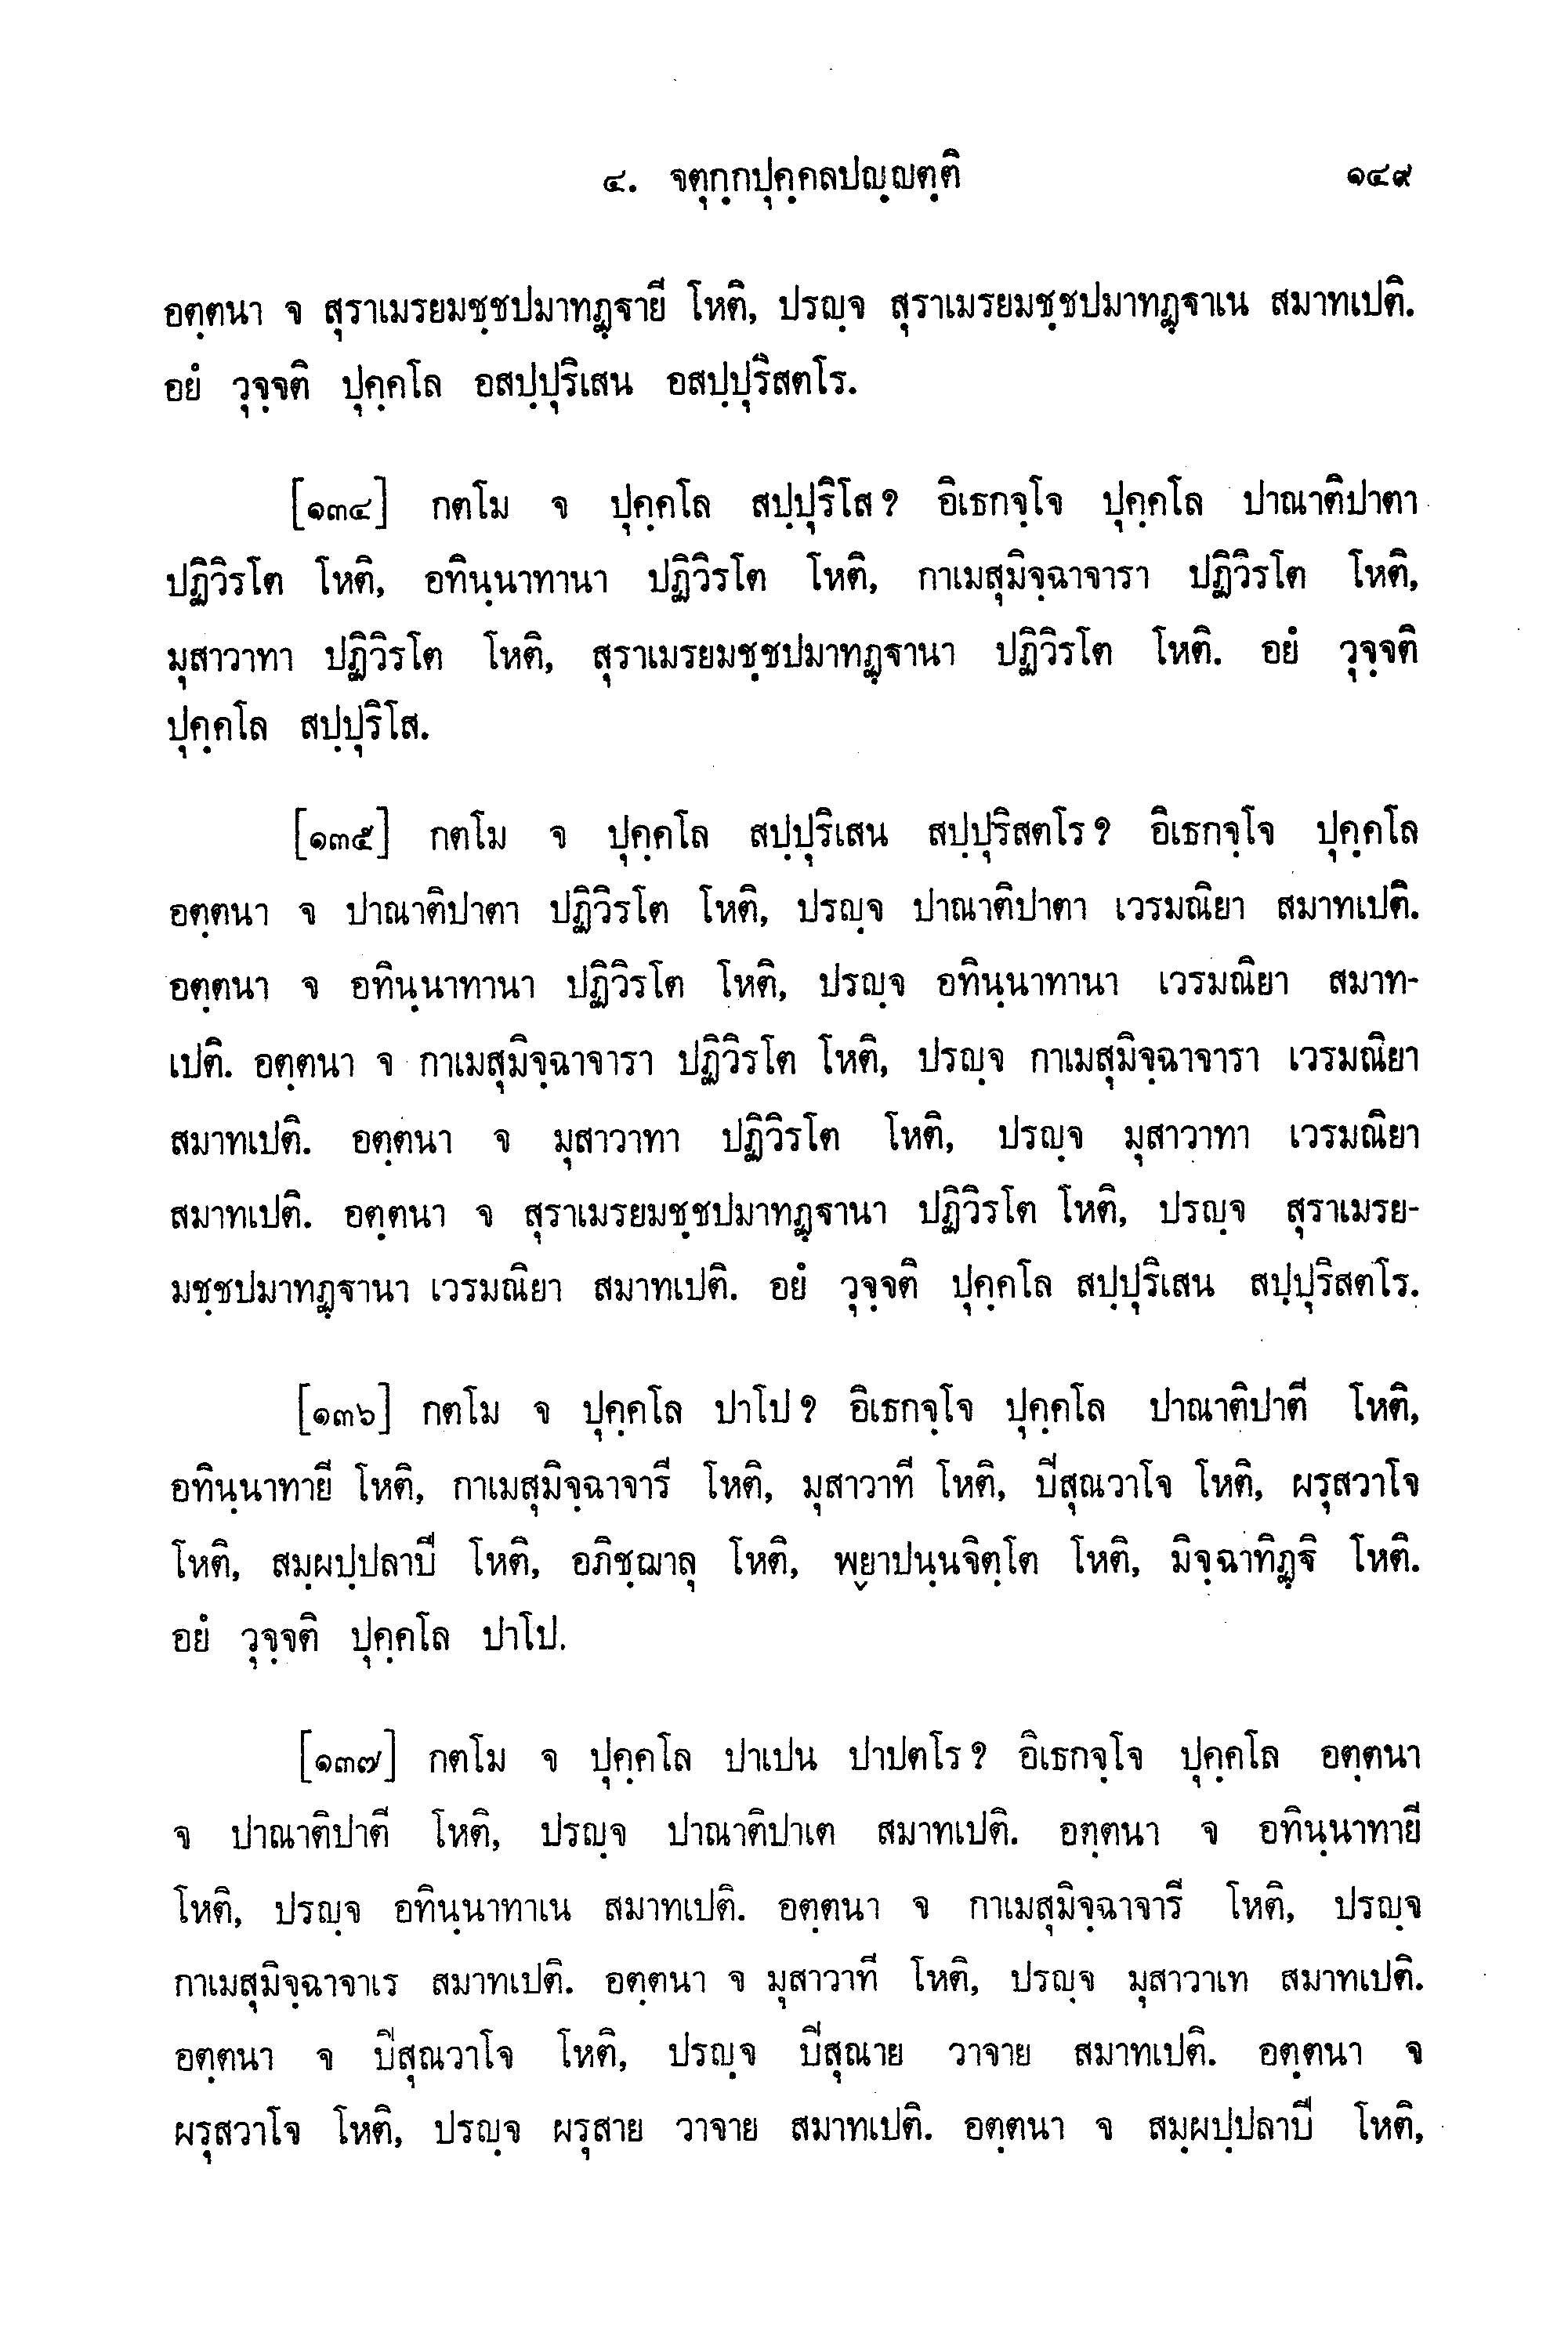 ๔. จตุกฺกปุคฺคลปญฺญตฺติ ๑๔๙
อตฺตนา จ สุราเมรยมชฺชปมาทฏฺฐายี โหติ, ปรญฺจ สุราเมรยมชฺชปมาทฏฺฐาเน สมาทเปติ.
อยํ วุจฺจติ ปุคฺคโล อสปฺปุริเสน อสปฺปุริสตโร.
[๑๓๔] กตโม จ ปุคฺคโล สปฺปุริโส ? อิเธกจฺโจ ปุคฺคโล ปาณาติปาตา
ปฏิวิรโต โหติ, อทินฺนาทานา ปฏิวิรโต โหติ, กาเมสุมิจฺฉาจารา ปฏิวิรโต โหติ,
มุสาวาทา ปฏิวิรโต โหติ, สุราเมรยมชฺชปมาทฏฺฐานา ปฏิวิรโต โหติ. อยํ วุจฺจติ
ปุคฺคโล สปฺปุริโส.
[๑๓๕] กตโม จ ปุคฺคโล สปฺปุริเสน สปฺปุริสตโร ? อิเธกจฺโจ ปุคฺคโล
อตฺตนา จ ปาณาติปาตา ปฏิวิรโต โหติ, ปรญฺจ ปาณาติปาตา เวรมณิยา สมาทเปติ.
อตฺตนา จ อทินฺนาทานา ปฏิวิรโต โหติ, ปรญฺจ อทินฺนาทานา เวรมณิยา สมาท-
เปติ. อตฺตนา จ กาเมสุมิจฺฉาจารา ปฏิวิรโต โหติ, ปรญฺจ กาเมสุมิจฺฉาจารา เวรมณิยา
สมาทเปติ. อตฺตนา จ มุสาวาทา ปฏิวิรโต โหติ, ปรญฺจ มุสาวาทา เวรมณิยา
สมาทเปติ. อตฺตนา จ สุราเมรยมชฺชปมาทฏฺฐานา ปฏิวิรโต โหติ, ปรญฺจ สุราเมรย-
มชฺชปมาทฏฺฐานา เวรมณิยา สมาทเปติ. อยํ วุจฺจติ ปุคฺคโล สปฺปุริเสน สปฺปุริสตโร.
[๑๓๖] กตโม จ ปุคฺคโล ปาโป ? อิเธกจฺโจ ปุคฺคโล ปาณาติปาตี โหติ,
อทินฺนาทายี โหติ, กาเมสุมิจฺฉาจารี โหติ, มุสาวาที โหติ, ปิสุณวาโจ โหติ, ผรุสวาโจ
โหติ, สมฺผปฺปลาปี โหติ, อภิชฺฌาลุ โหติ, พฺยาปนฺนจิตฺโต โหติ, มิจฺฉาทิฏฺฐิ โหติ.
อยํ วุจฺจติ ปุคฺคโล ปาโป.
[๑๓๗] กตโม จ ปุคฺคโล ปาเปน ปาปตโร ? อิเธกจฺโจ ปุคฺคโล อตฺตนา
จ ปาณาติปาตี โหติ, ปรญฺจ ปาณาติปาเต สมาทเปติ. อตฺตนา จ อทินฺนาทายี
โหติ, ปรญฺจ อทินฺนาทาเน สมาทเปติ. อตฺตนา จ กาเมสุมิจฺฉาจารี โหติ, ปรญฺจ
กาเมสุมิจฺฉาจาเร สมาทเปติ. อตฺตนา จ มุสาวาที โหติ, ปรญฺจ มุสาวาเท สมาทเปติ.
อตฺตนา จ ปิสุณวาโจ โหติ, ปรญฺจ ปิสุณาย วาจาย สมาทเปติ. อตฺตนา จ
ผรุสวาโจ โหติ, ปรญฺจ ผรุสาย วาจาย สมาทเปติ. อตฺตนา จ สมฺผปฺปลาปี โหติ,